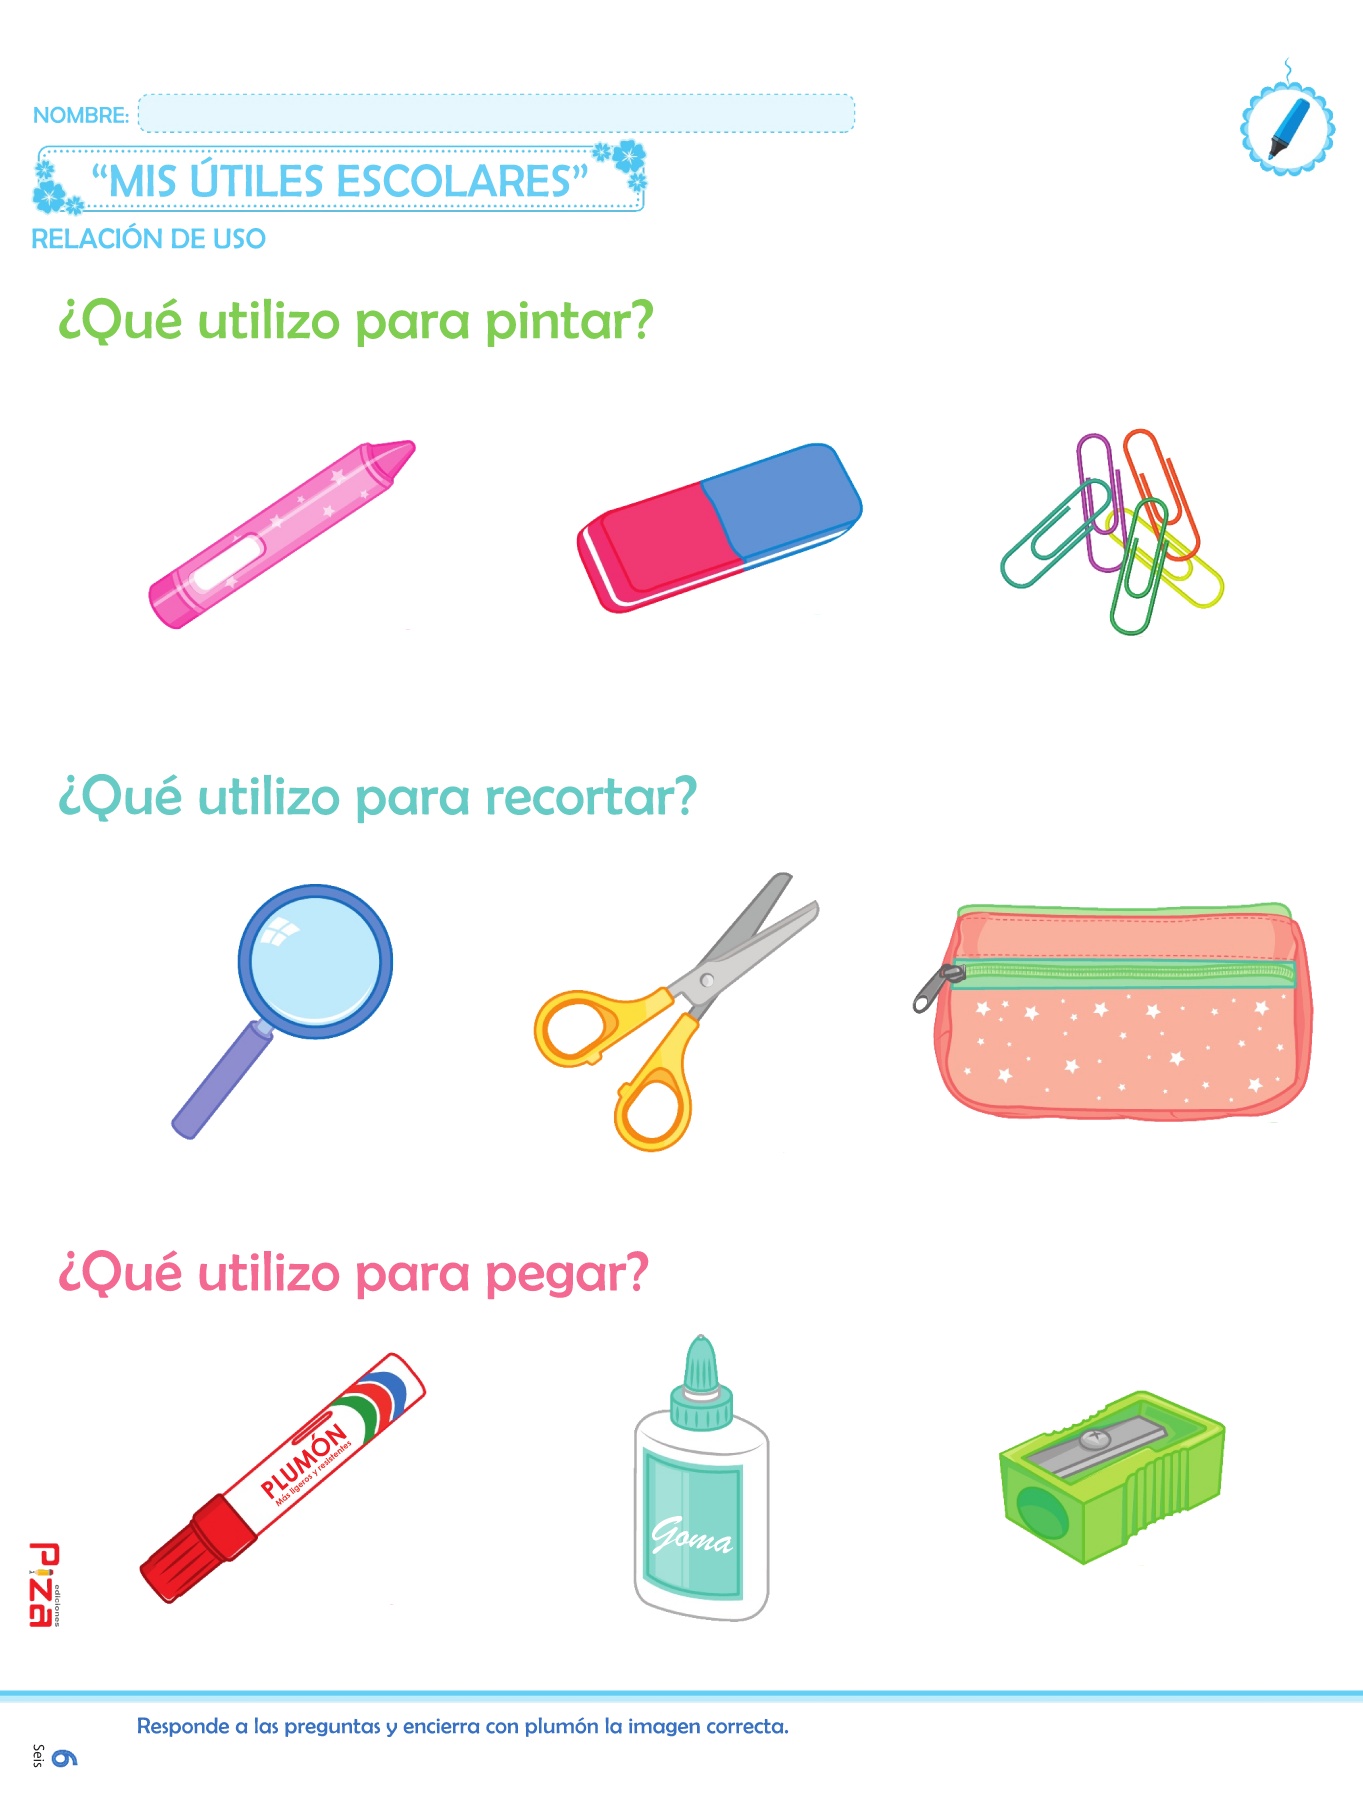 NOMBRE:
“MIS ÚTILES ESCOLARES”
RELACIÓN DE USO
¿Qué utilizo para pintar?
¿Qué utilizo para recortar?
¿Qué utilizo para pegar?
PLUMÓN
Más ligeros y resistentes
Goma
Piza
ediciones
Responde a las preguntas y encierra con plumón la imagen correcta.
Seis
6